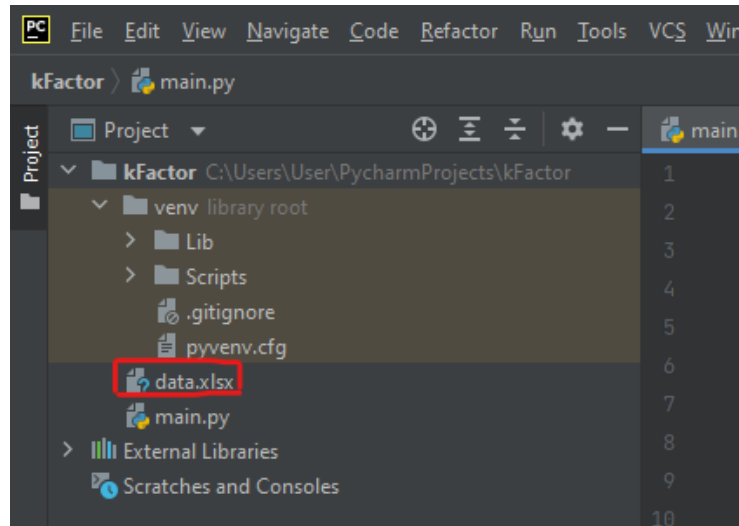 PC File Edit View Navigate Code Refactor Run Tools VCS Win
kFactor main.py
Project
Project main
kFactor C:\Users\User\PycharmProjects\kFactor
venv library root
Lib
Scripts
.gitignore
pyvenv.cfg
data.xlsx
main.py
External Libraries
Scratches and Consoles
1
2
3
4
5
6
7
8
9
10